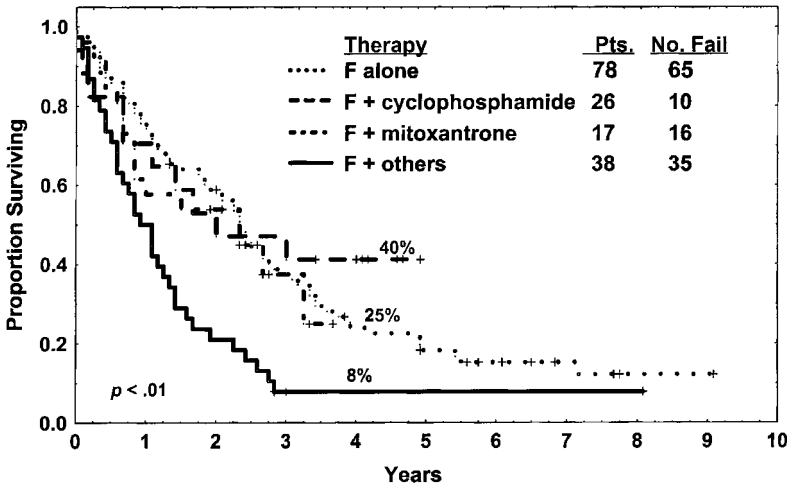 Therapy Pts. No. Fail
F alone 78 65
F + cyclophosphamide 26 10
F + mitoxantrone 17 16
F + others 38 35
Proportion Surviving
1.0
0.8
0.6
0.4
0.2
0.0
40%
25%
8%
p < .01
0 1 2 3 4 5 6 7 8 9 10
Years